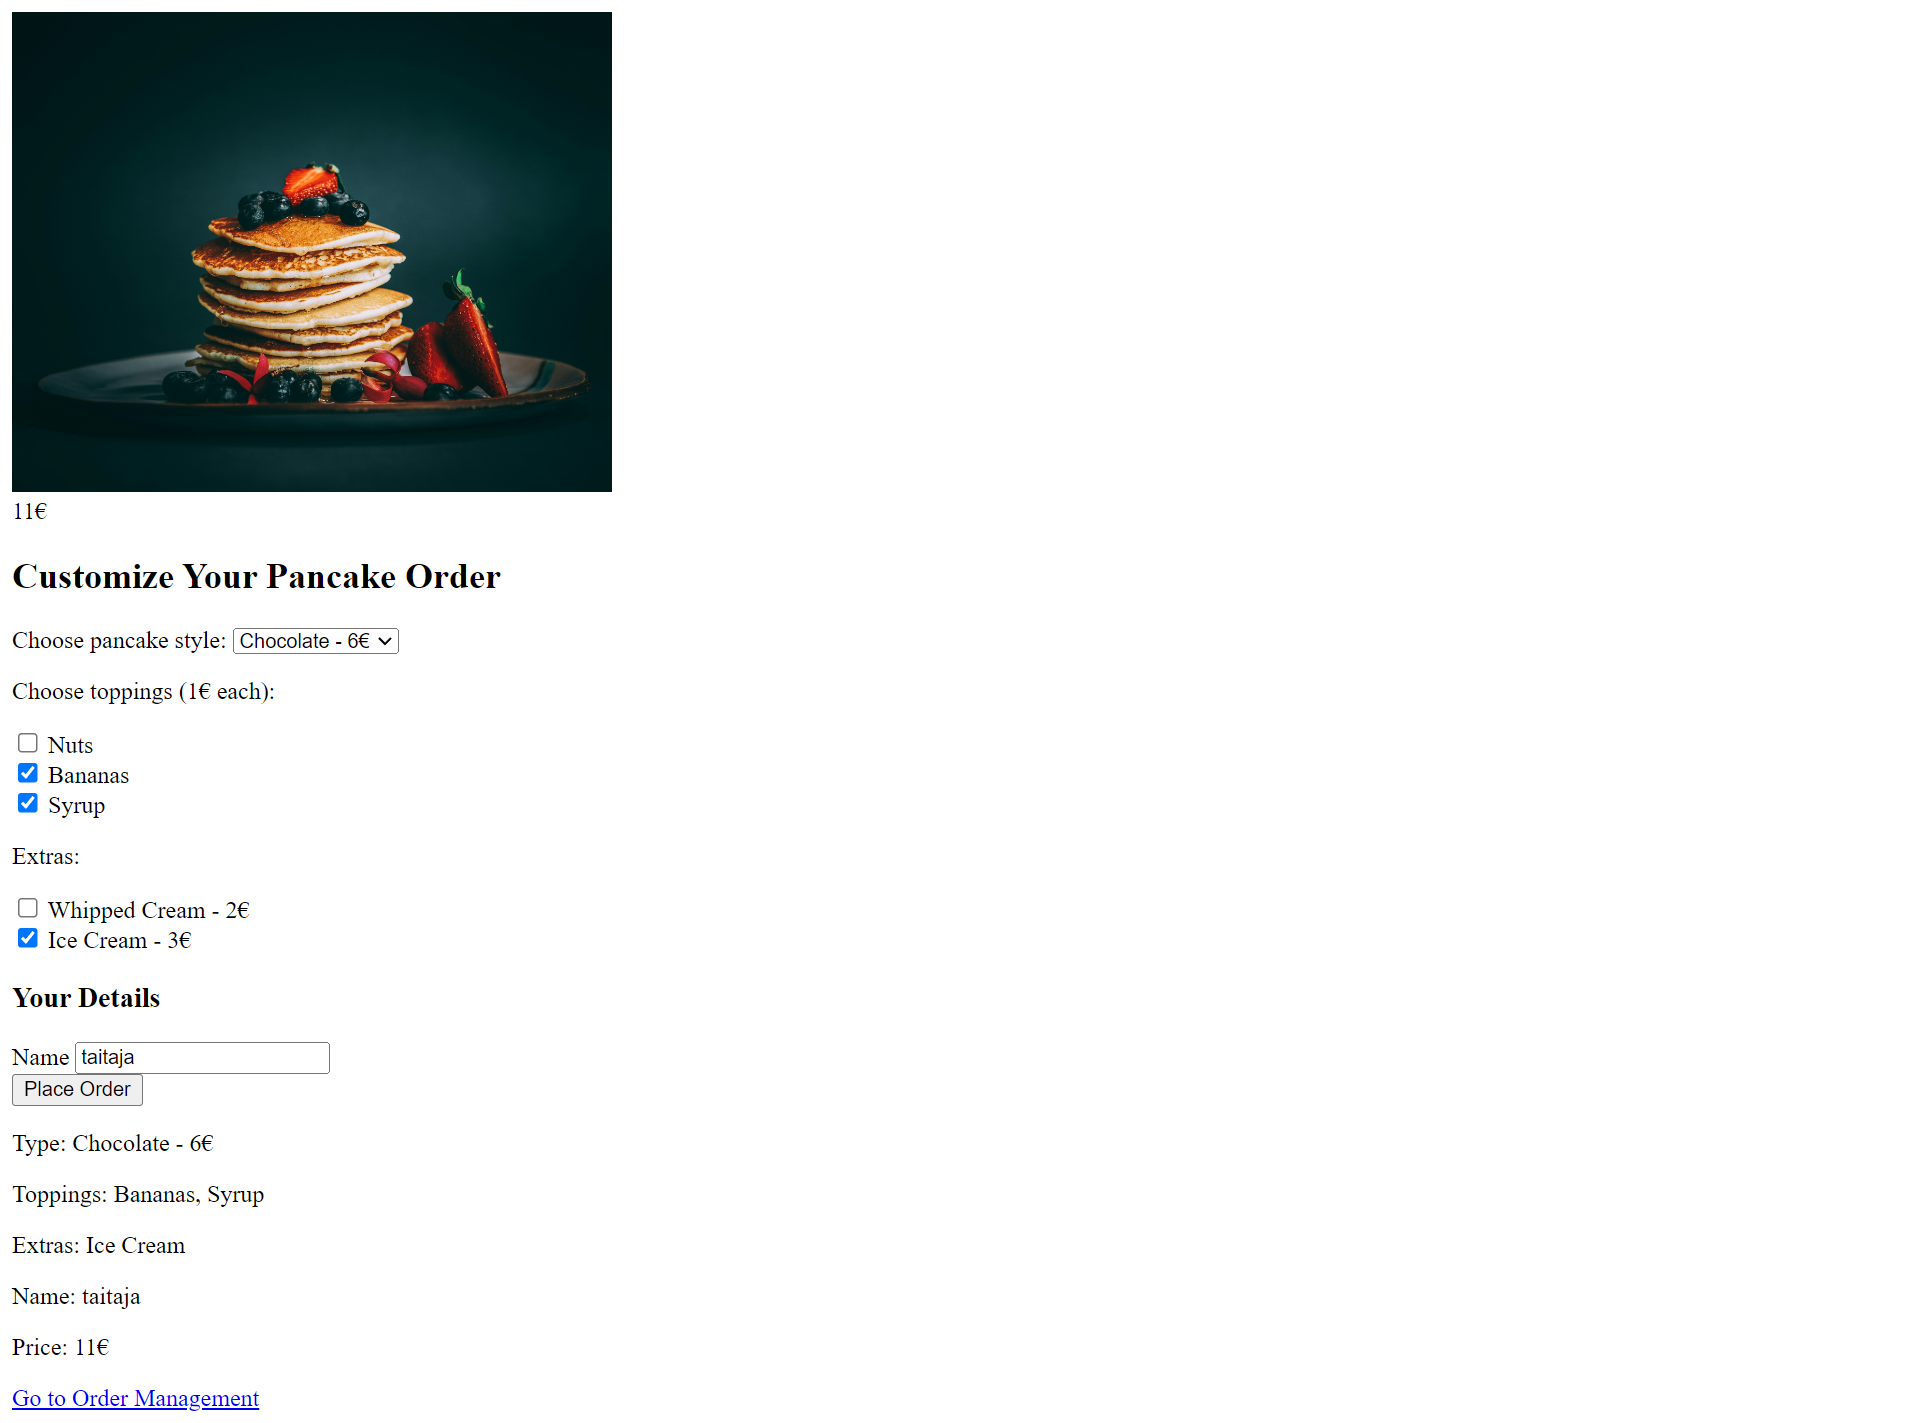 11€
Customize Your Pancake Order
Choose pancake style: Chocolate - 6€
Choose toppings (1€ each):
Nuts
Bananas
Syrup
Extras:
Whipped Cream - 2€
Ice Cream - 3€
Your Details
Name taitaja
Place Order
Type: Chocolate - 6€
Toppings: Bananas, Syrup
Extras: Ice Cream
Name: taitaja
Price: 11€
Go to Order Management